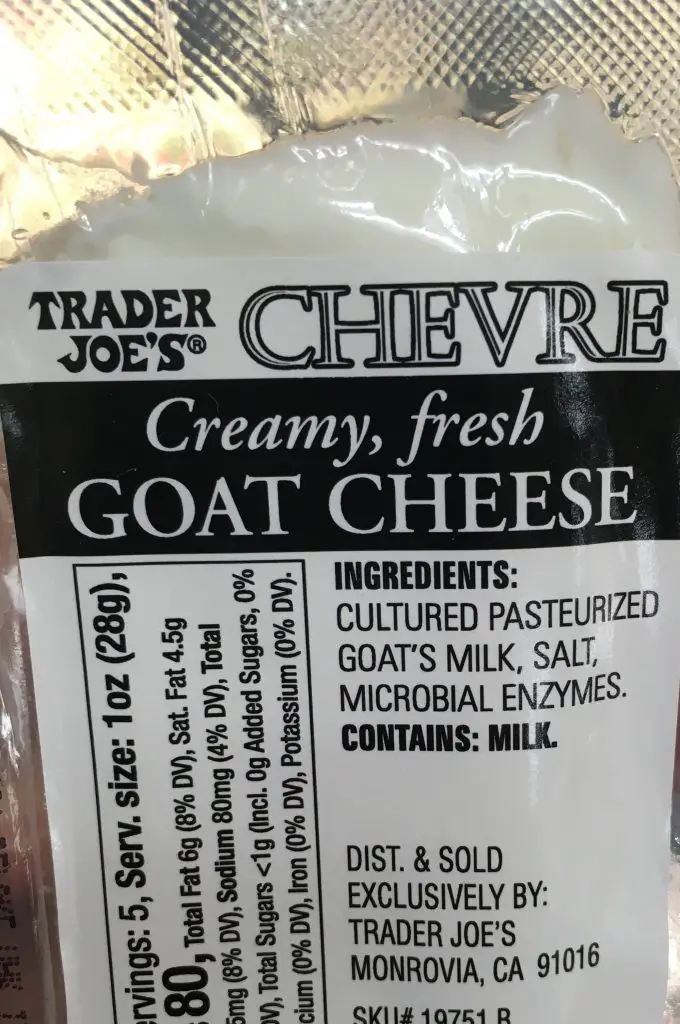 TRADER
JOE'S®
CHEVRE
Creamy, fresh
GOAT CHEESE
ervings: 5, Serv. size: 1oz (28g),
80, Total Fat 6g (8% DV), Sat. Fat 4.5g
5mg (8% DV), Sodium 80mg (4% DV), Total
DV), Total Sugars <1g (Incl. 0g Added Sugars, 0%
cium (0% DV), Iron (0% DV), Potassium (0% DV).
INGREDIENTS:
CULTURED PASTEURIZED
GOAT'S MILK, SALT,
MICROBIAL ENZYMES.
CONTAINS: MILK.
DIST. & SOLD
EXCLUSIVELY BY:
TRADER JOE'S
MONROVIA, CA 91016
SKU# 19751 B